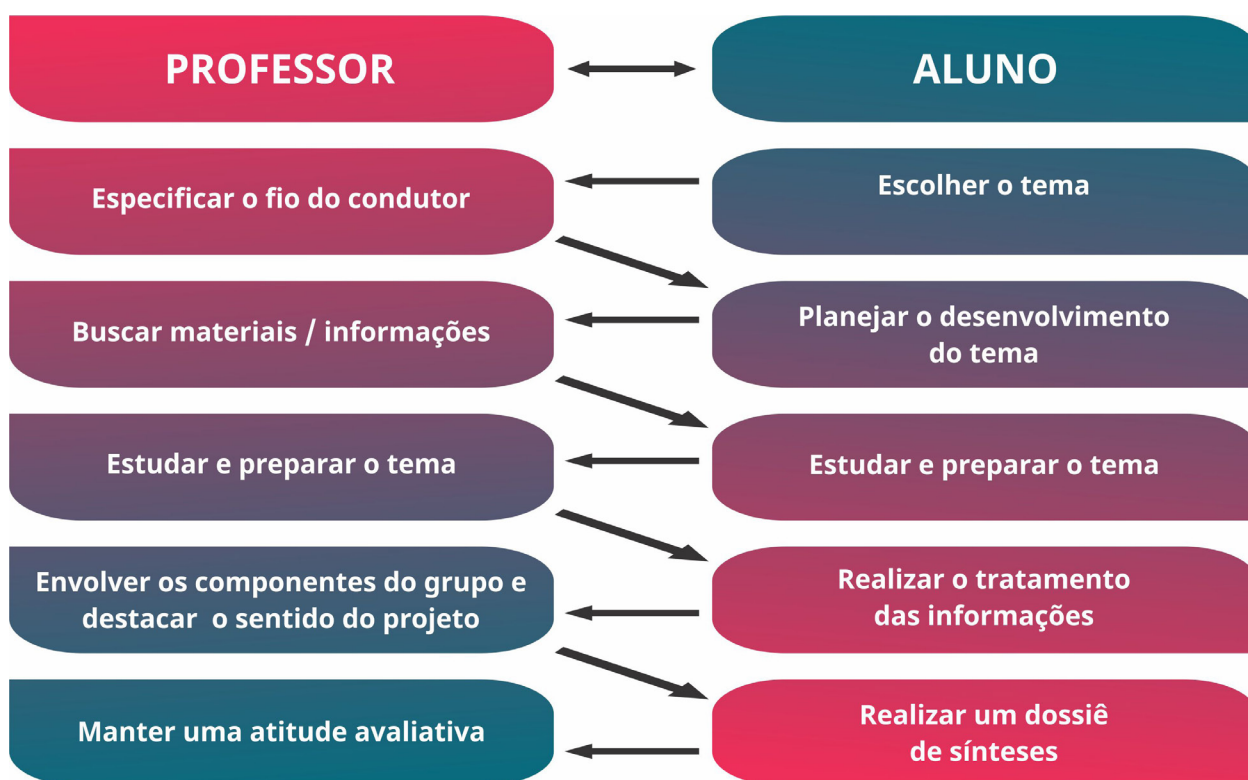 PROFESSOR
ALUNO
Especificar o fio do condutor
Escolher o tema
Buscar materiais / informações
Planejar o desenvolvimento
do tema
Estudar e preparar o tema
Estudar e preparar o tema
Envolver os componentes do grupo e
destacar o sentido do projeto
Realizar o tratamento
das informações
Manter uma atitude avaliativa
Realizar um dossiê
de sínteses